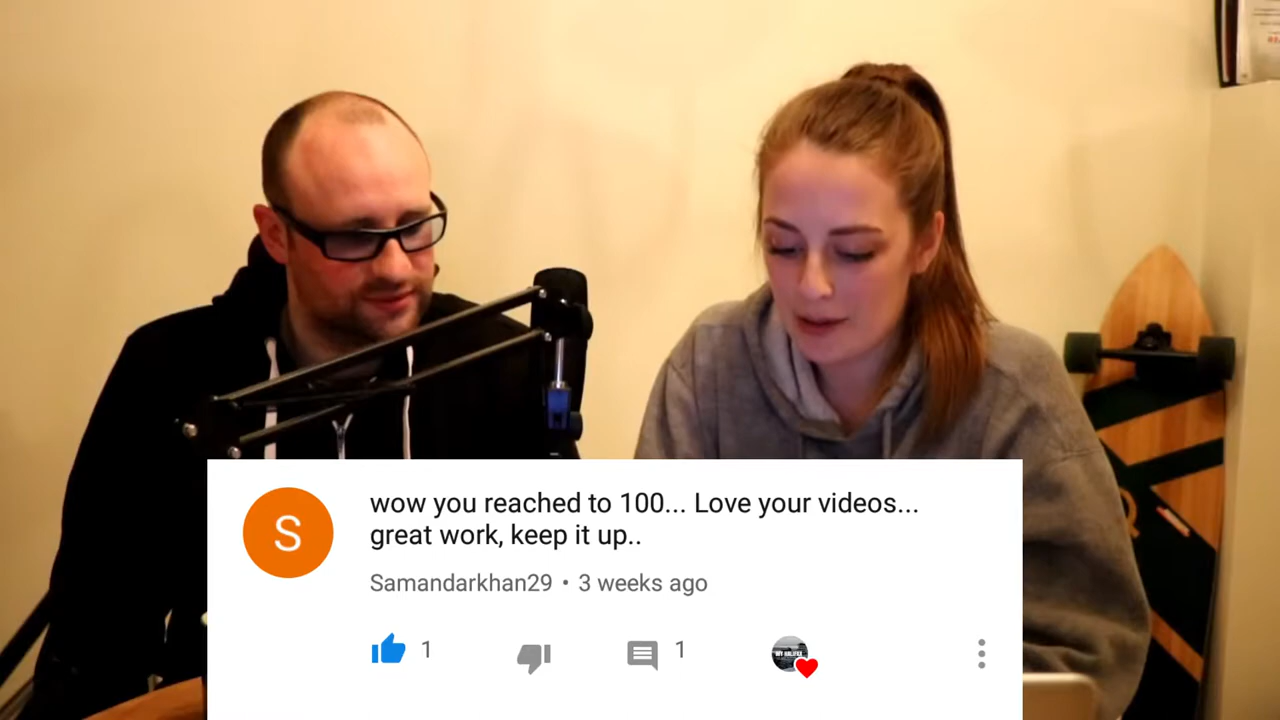 S
wow you reached to 100... Love your videos...
great work, keep it up..
Samandarkhan29 • 3 weeks ago
1
1